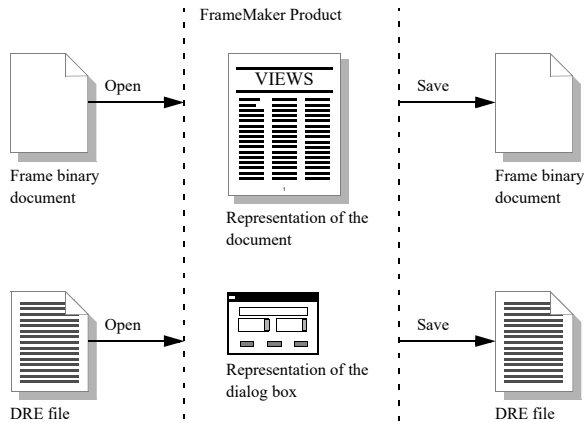 FrameMaker Product
Open
VIEWS
Save
1
Frame binary
document
Representation of the
document
Frame binary
document
Open
Save
Representation of the
dialog box
DRE file
DRE file